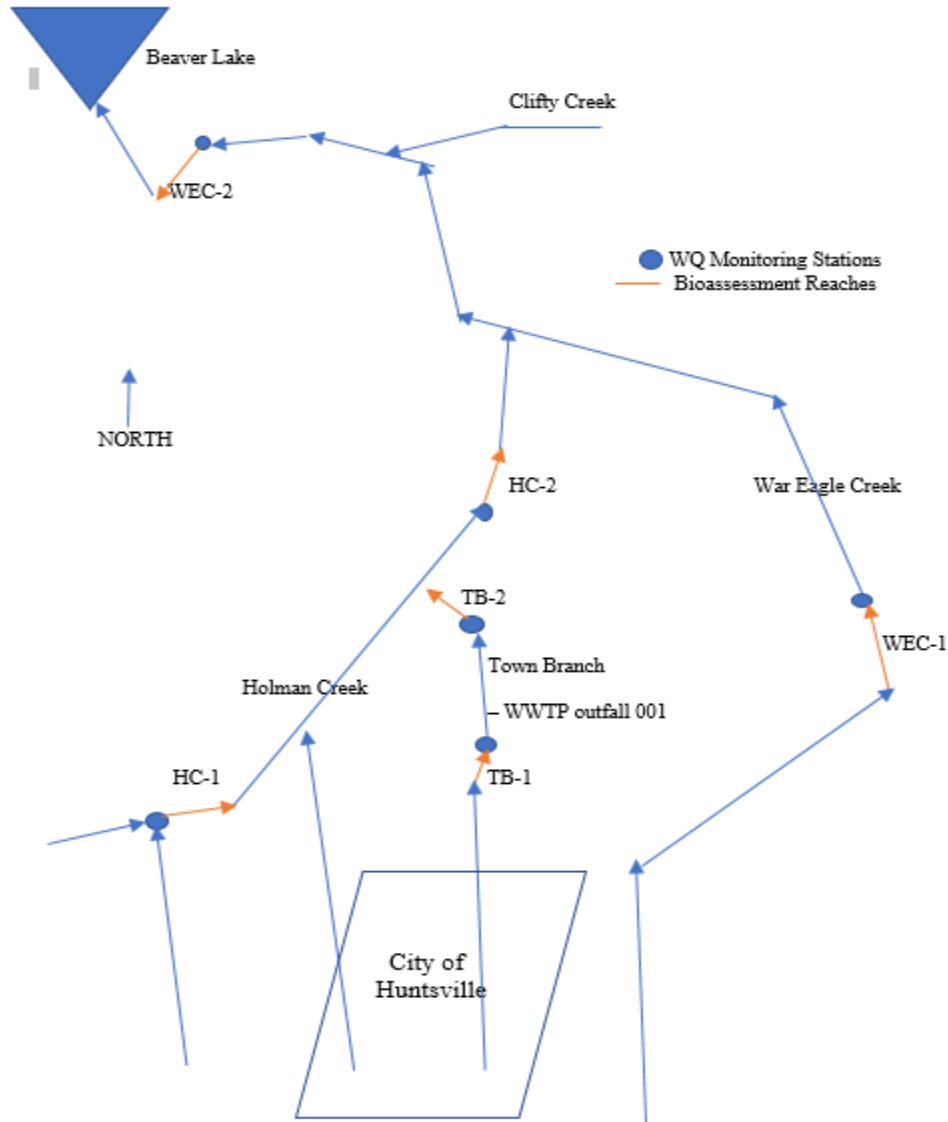 Beaver Lake
Clifty Creek
WEC-2
WQ Monitoring Stations
Bioassessment Reaches
NORTH
HC-2
War Eagle Creek
TB-2
WEC-1
Town Branch
Holman Creek
WWTP outfall 001
HC-1
TB-1
City of
Huntsville